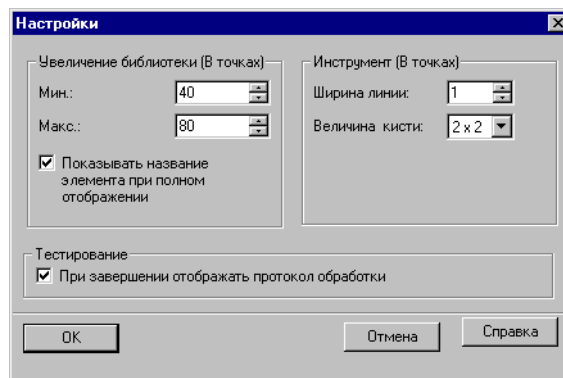 Настройки
Увеличение библиотеки (В точках)
Мин.: 40
Макс.: 80
Показывать название
элемента при полном
отображении
Инструмент (В точках)
Ширина линии: 1
Величина кисти: 2 x 2
Тестирование
При завершении отображать протокол обработки
OK
Отмена
Справка